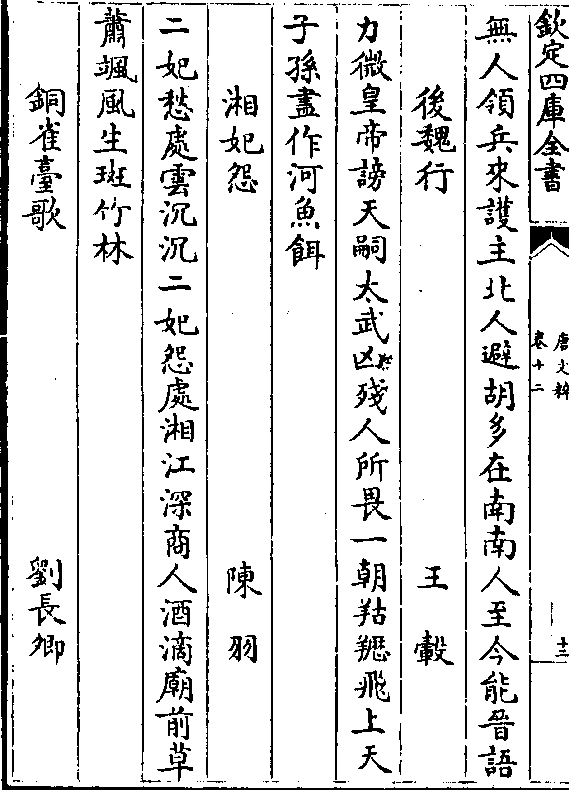 欽定四庫全書
唐文粹
卷十二
十三
無人領兵來護主北人避胡多在南南人至今能晉語
後魏行 王轂
力微皇帝謗天嗣太武凶殘人所畏一朝羖䍽飛上天
子孫盡作河魚餌
湘妃怨 陳羽
二妃愁處雲沉沉二妃怨處湘江深商人酒滴廟前草
蕭颯風生斑竹林
銅雀臺歌 劉長卿